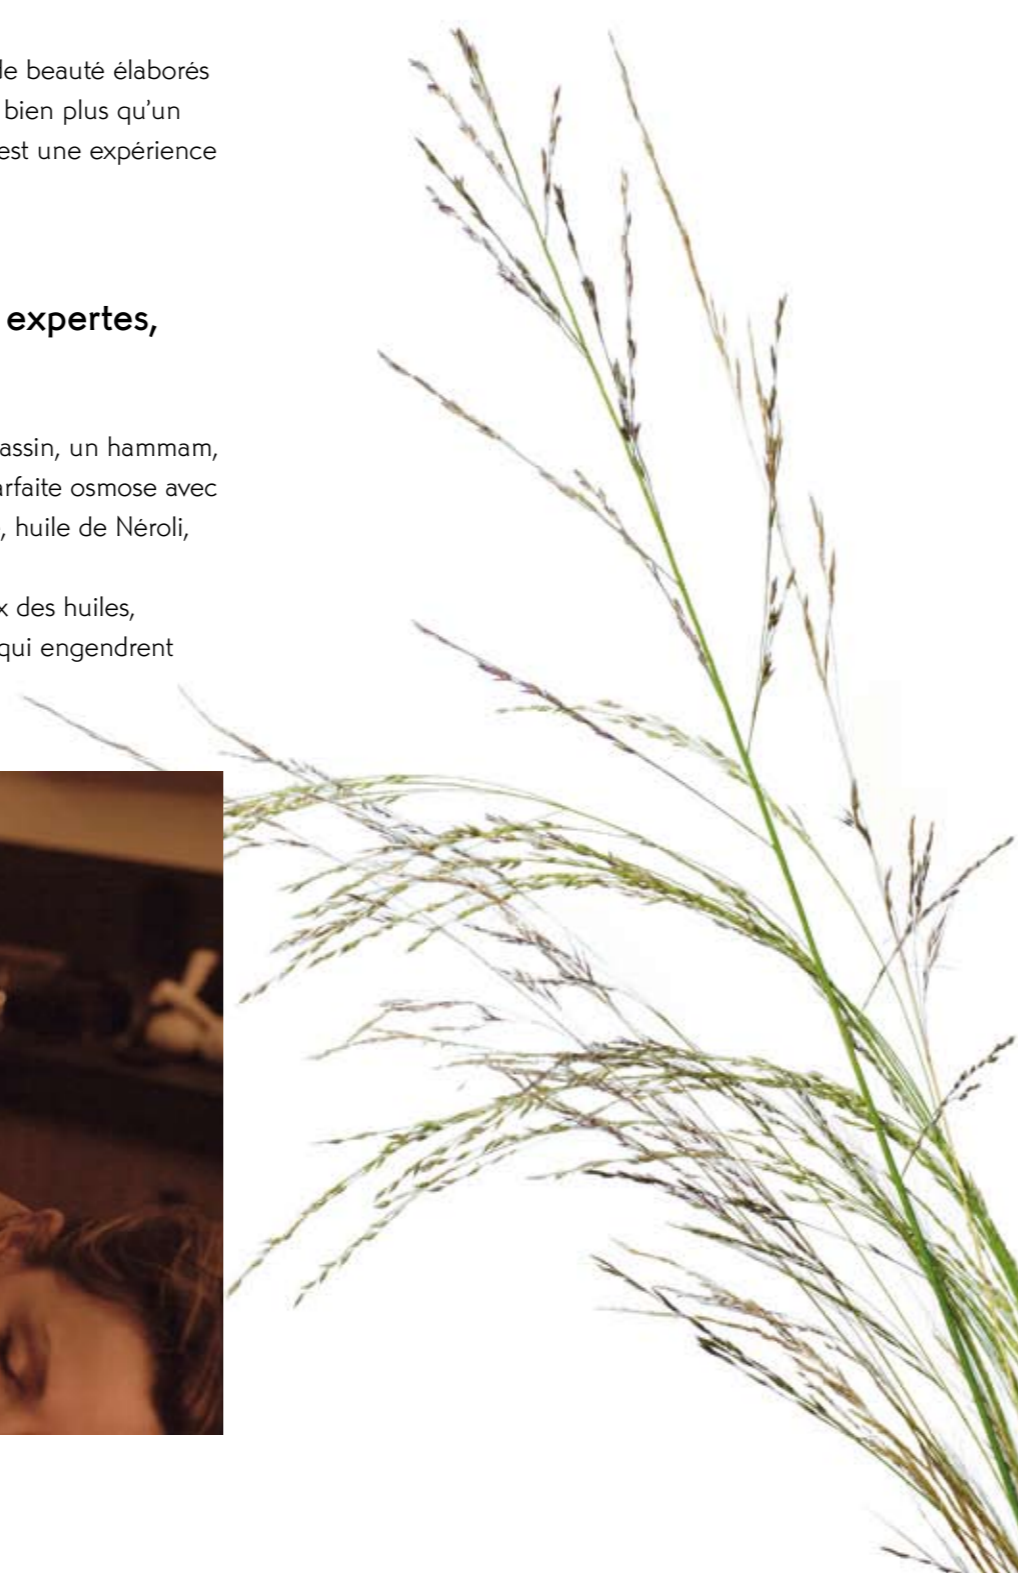 le beauté élaborés
bien plus qu'un
est une expérience
expertes,
assin, un hammam,
arfaite osmose avec
, huile de Néroli,
x des huiles,
qui engendrent